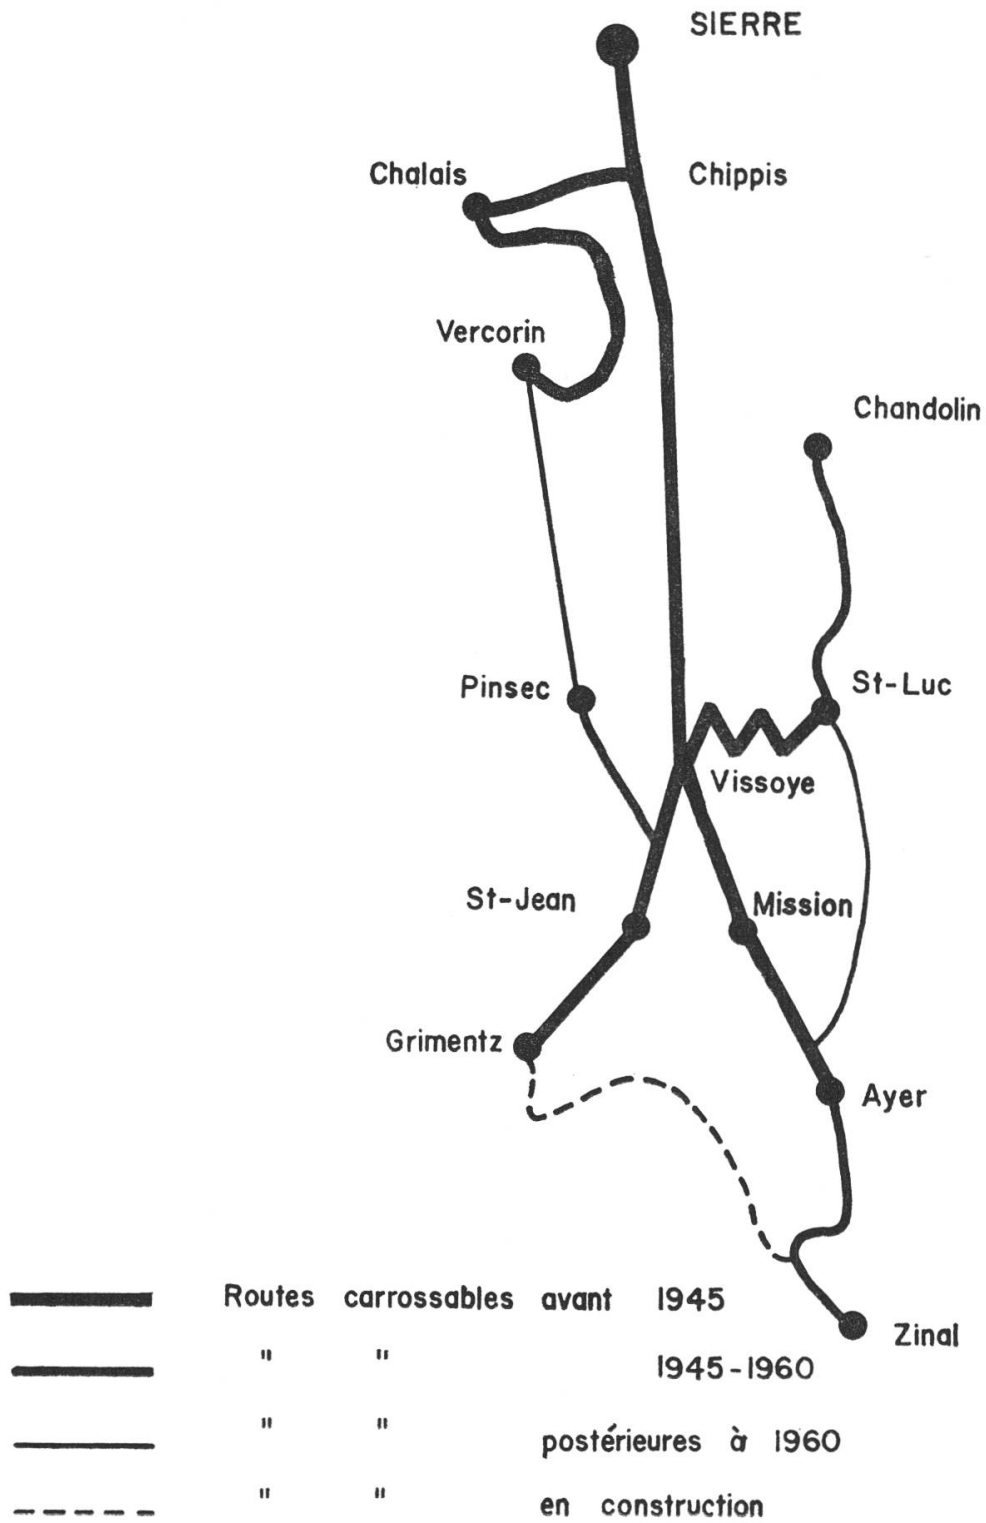 SIERRE
Chalais
Chippis
Vercorin
Chandolin
Pinsec
St-Luc
Vissoye
St-Jean
Mission
Grimentz
Ayer
Routes carrossables avant 1945
Zinal
" " 1945-1960
" " postérieures à 1960
" " en construction